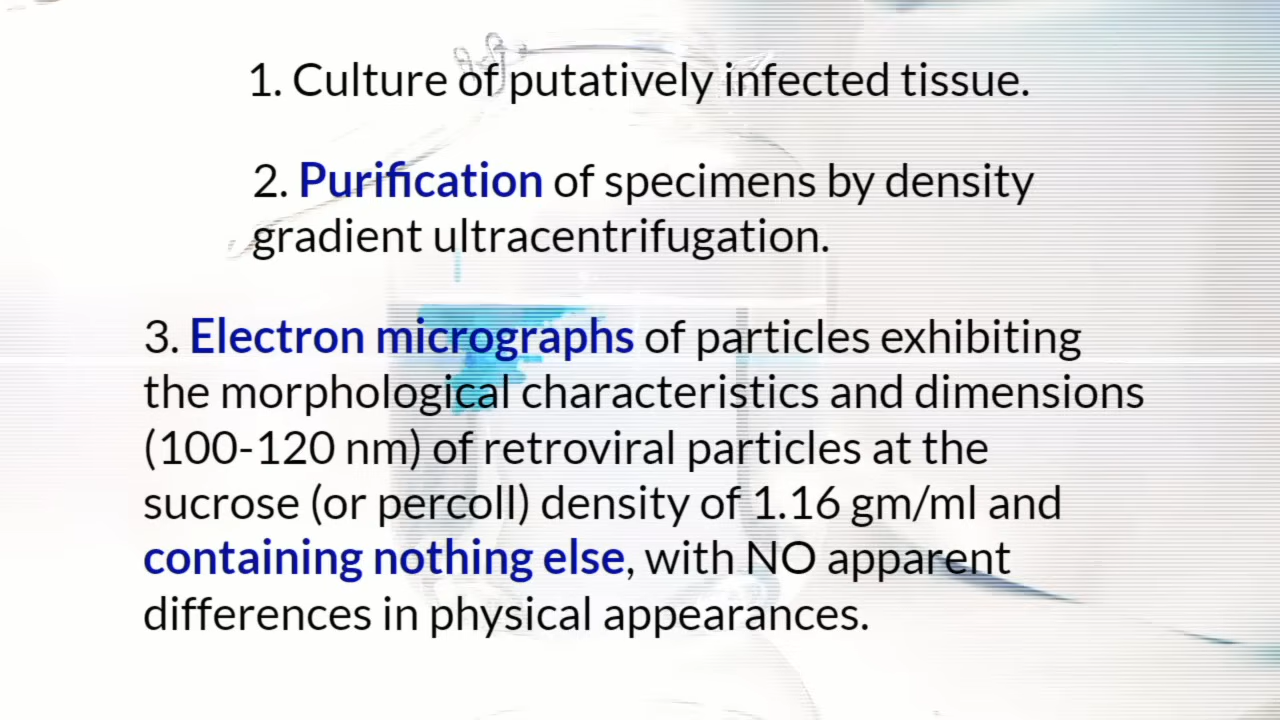 1. Culture of putatively infected tissue.
2. Purification of specimens by density
gradient ultracentrifugation.
3. Electron micrographs of particles exhibiting
the morphological characteristics and dimensions
(100-120 nm) of retroviral particles at the
sucrose (or percoll) density of 1.16 gm/ml and
containing nothing else, with NO apparent
differences in physical appearances.